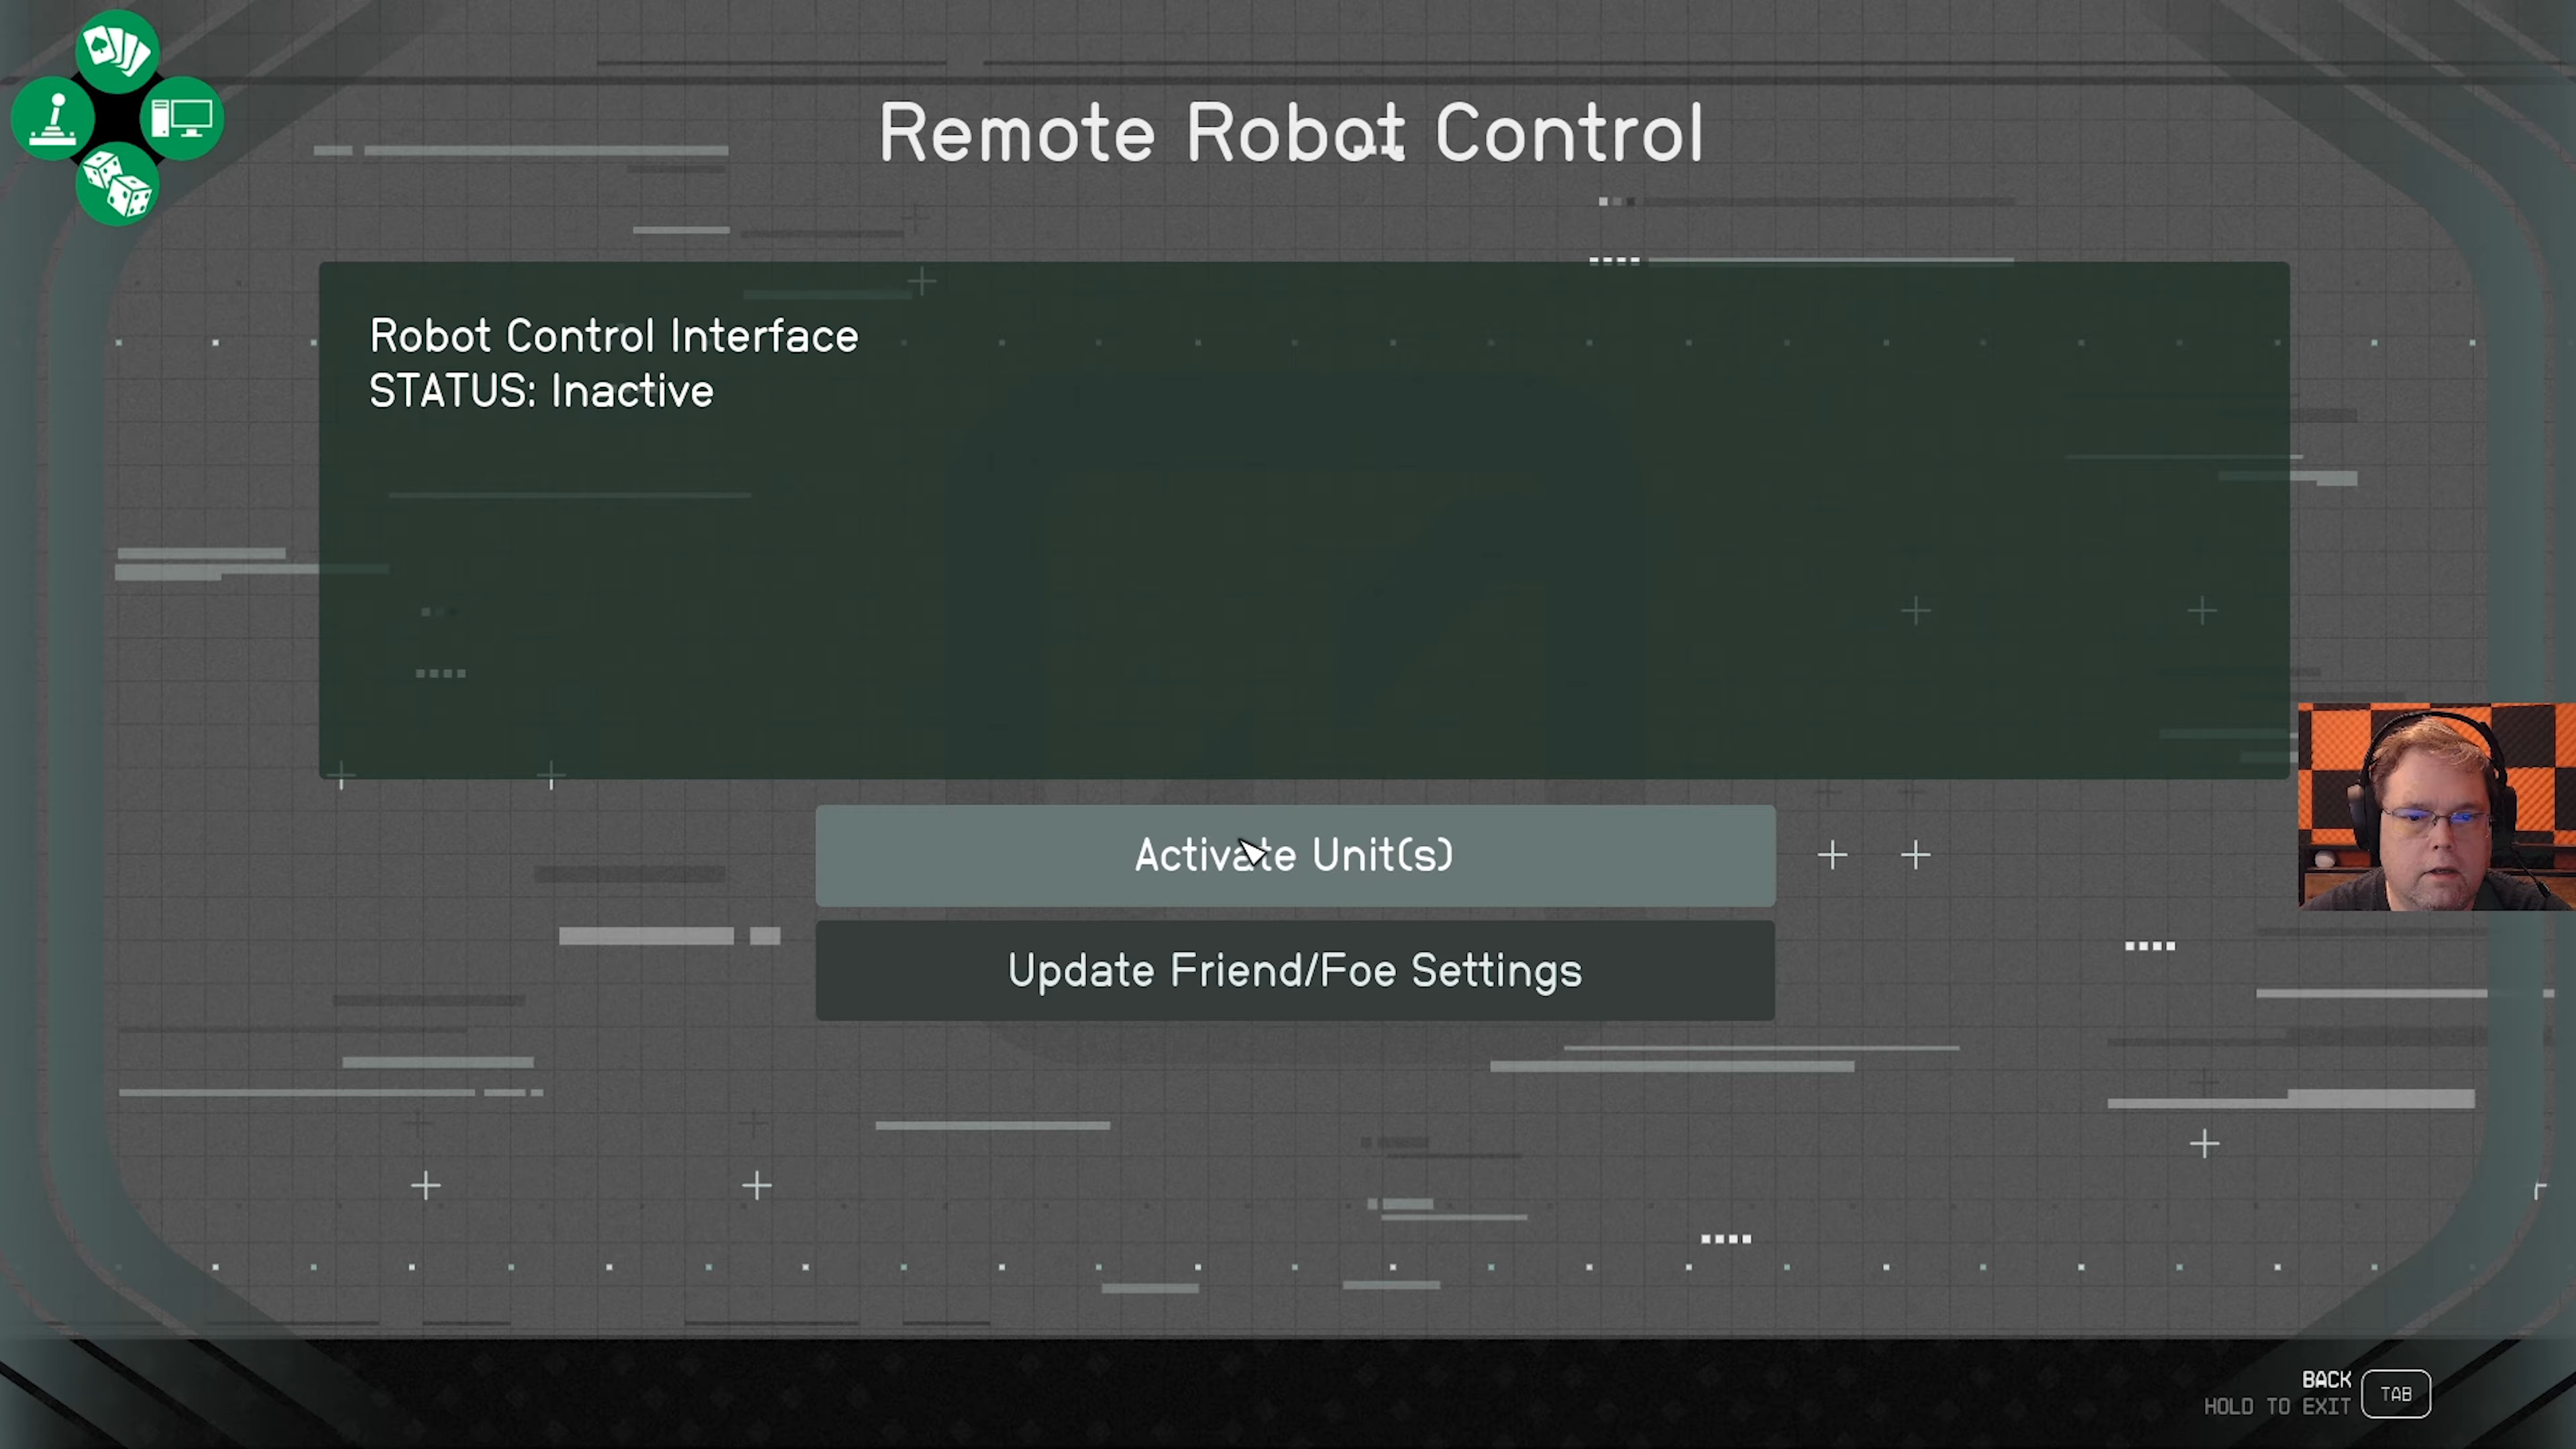 Remote Robot Control
Robot Control Interface
STATUS: Inactive
Activate Unit(s)
Update Friend/Foe Settings
BACK
HOLD TO EXIT
TAB